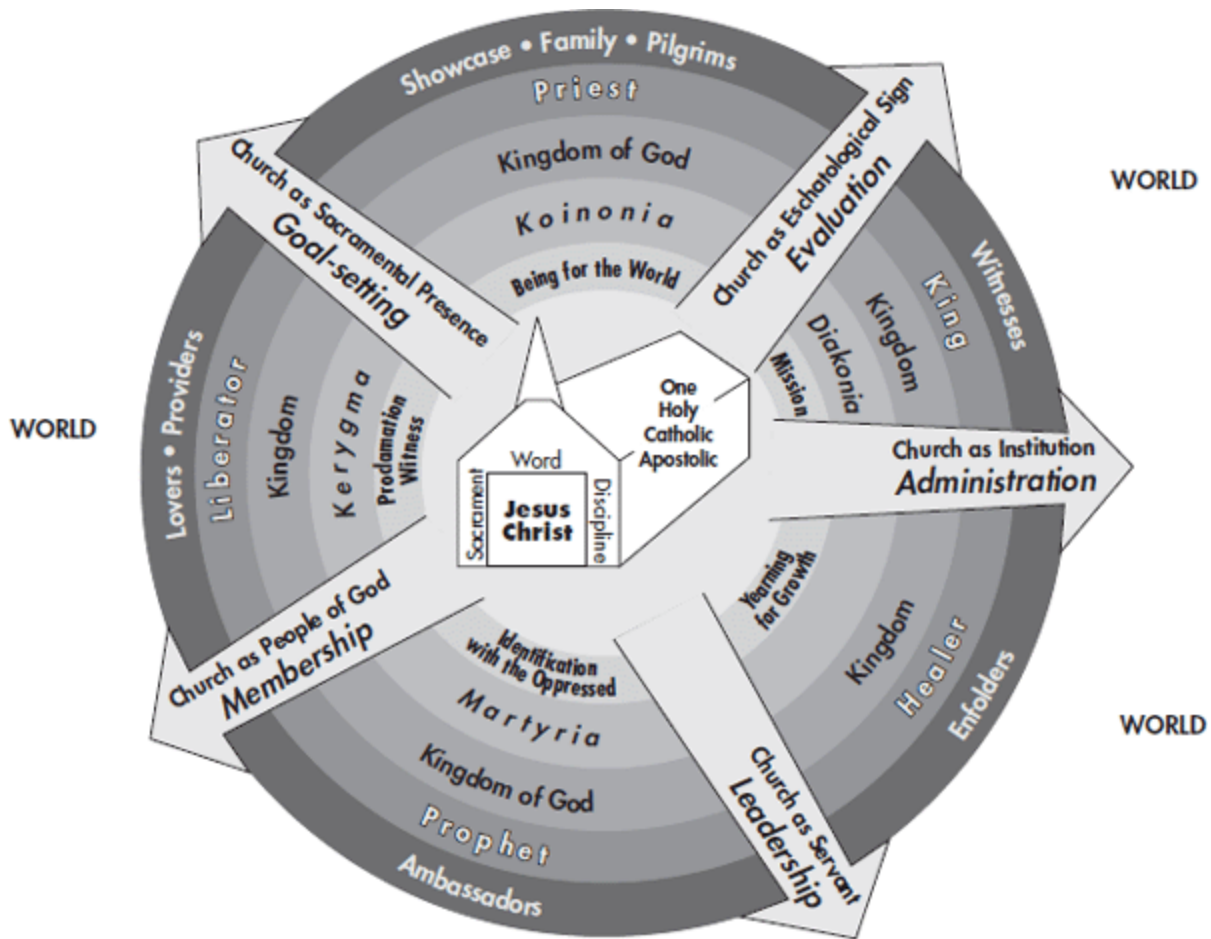 Showcase • Family • Pilgrims
Priest
Kingdom of God
Koinonia
Being for the World
Church as Eschatological Sign
Evaluation
WORLD
Witnesses
King
Kingdom
Diakonia
Mission
Church as Institution
Administration
Yearning
for Growth
Kingdom
Healer
Enfolders
WORLD
Church as Servant
Leadership
Identification
with the Oppressed
Martyria
Kingdom of God
Prophet
Ambassadors
Church as People of God
Membership
WORLD
Lovers • Providers
Liberator
Kingdom
Kerygma
Proclamation
Witness
Church as Sacramental Presence
Goal-setting
One
Holy
Catholic
Apostolic
Word
Sacrament
Jesus
Christ
Discipline